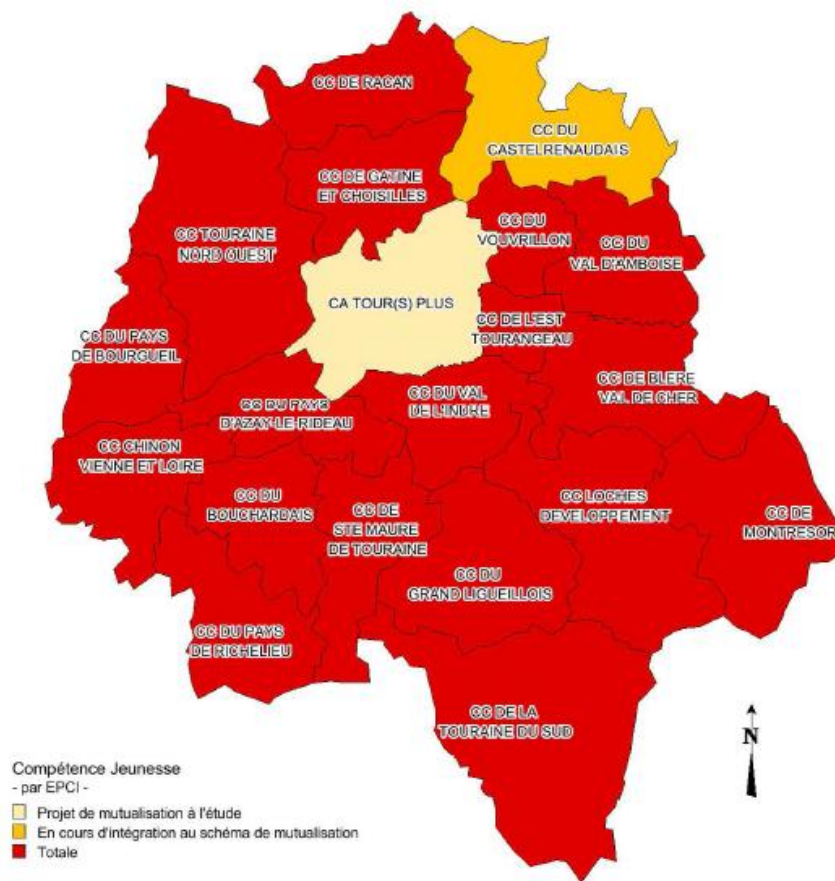 CC DE RACAN
CC DU
CASTELRENAUDAIS
CC DE GATINE
ET CHOISILLES
CC TOURAINE
NORD OUEST
CC DU
VOUVRILLON
CC DU
VAL D'AMBOISE
CA TOUR(S) PLUS
CC DE L'EST
TOURANGEAU
CC DU PAYS
DE BOURGUEIL
CC DE BLERE
VAL DE CHER
CC DU PAYS
D'AZAY-LE-RIDEAU
CC DU VAL
DE L'INDRE
CC CHINON
VIENNE ET LOIRE
CC DU
BOUCHARDAIS
CC DE
STE MAURE
DE TOURAINE
CC LOCHES
DEVELOPPEMENT
CC DE
MONTRESOR
CC DU
GRAND LIGUEILLOIS
CC DU PAYS
DE RICHELIEU
CC DE LA
TOURAINE DU SUD
N
Compétence Jeunesse
- par EPCI -
Projet de mutualisation à l'étude
En cours d'intégration au schéma de mutualisation
Totale